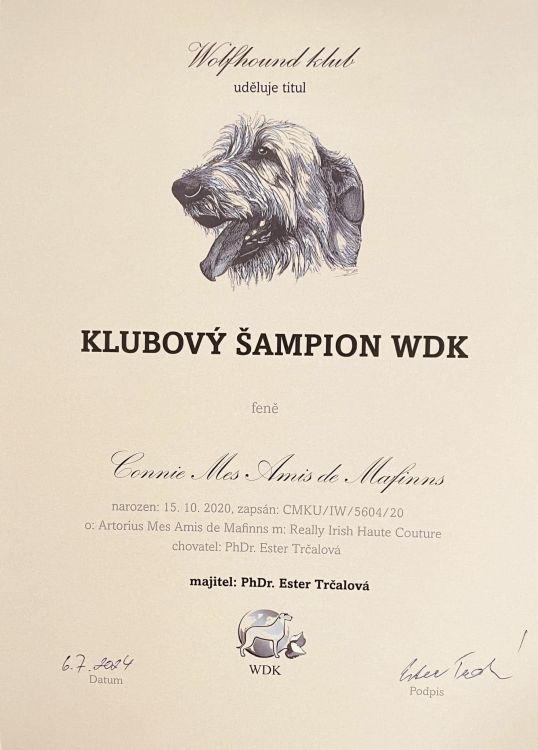 Wolfhound klub
uděluje titul
KLUBOVÝ ŠAMPION WDK
feně
Connie Mes Amis de Mafinns
narozen: 15. 10. 2020, zapsán: CMKU/IW/5604/20
o: Artorius Mes Amis de Mafinns m: Really Irish Haute Couture
chovatel: PhDr. Ester Trčalová
majitel: PhDr. Ester Trčalová
WDK
6.7.2024
Datum
Podpis